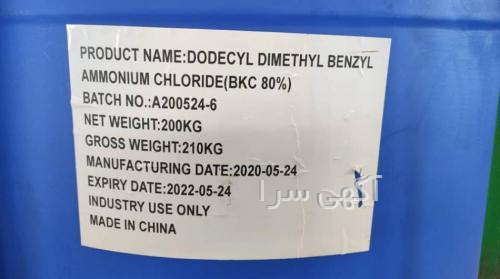 PRODUCT NAME:DODECYL DIMETHYL BENZYL
AMMONIUM CHLORIDE(BKC 80%)
BATCH NO.:A200524-6
NET WEIGHT:200KG
GROSS WEIGHT:210KG
MANUFACTURING DATE:2020-05-24
EXPIRY DATE:2022-05-24
آگهی سرا
INDUSTRY USE ONLY
MADE IN CHINA